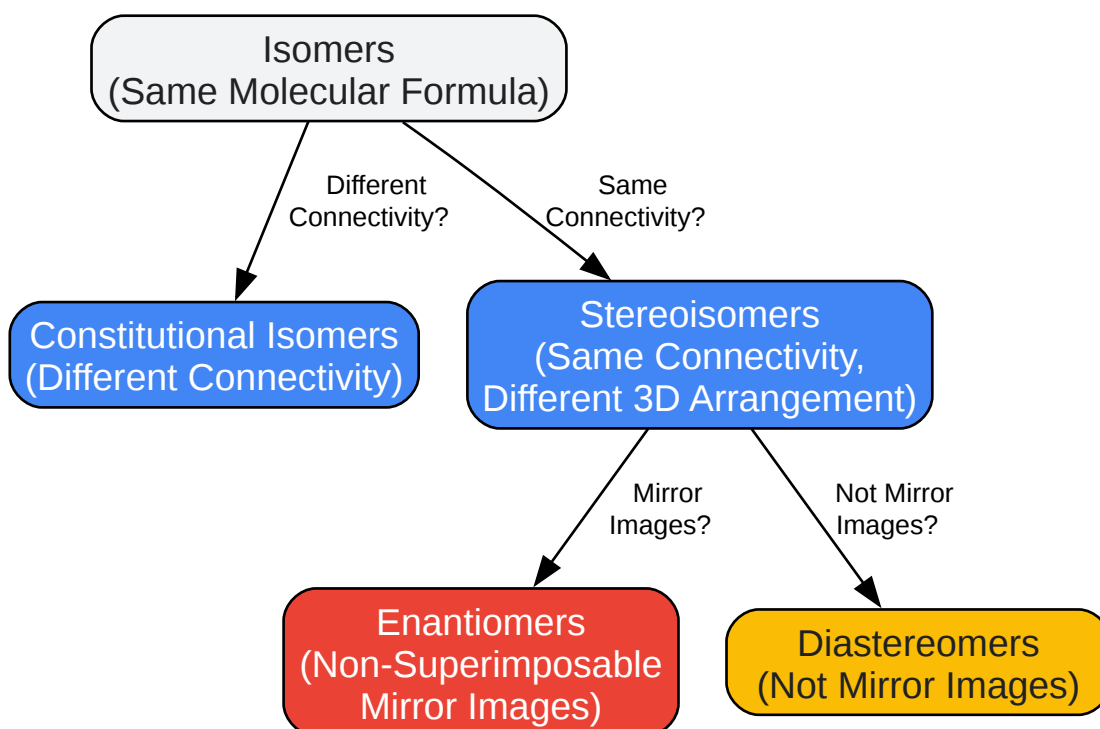 Isomers
(Same Molecular Formula)
Different
Connectivity?
Same
Connectivity?
Constitutional Isomers
(Different Connectivity)
Stereoisomers
(Same Connectivity,
Different 3D Arrangement)
Mirror
Images?
Not Mirror
Images?
Enantiomers
(Non-Superimposable
Mirror Images)
Diastereomers
(Not Mirror Images)